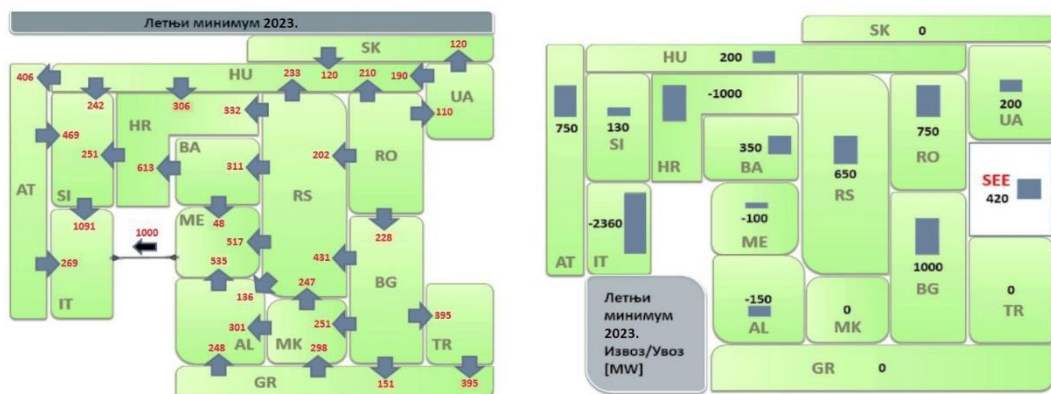 Летњи минимум 2023.
SK
120
HU
406
233
120
210
190
UA
242
306
332
110
HR
469
251
BA
613
311
202
RO
AT
SI
RS
1091
ME
48
228
1000
517
269
535
431
IT
BG
136
247
395
301
251
AL
MK
TR
248
298
GR
151
395
SK
0
HU
200
750
130
SI
-1000
HR
350
BA
650
RS
750
RO
200
UA
SEE
420
-2360
-100
ME
AT
IT
1000
BG
0
Летњи
минимум
2023.
Извоз/Увоз
[MW]
-150
AL
0
MK
TR
GR
0